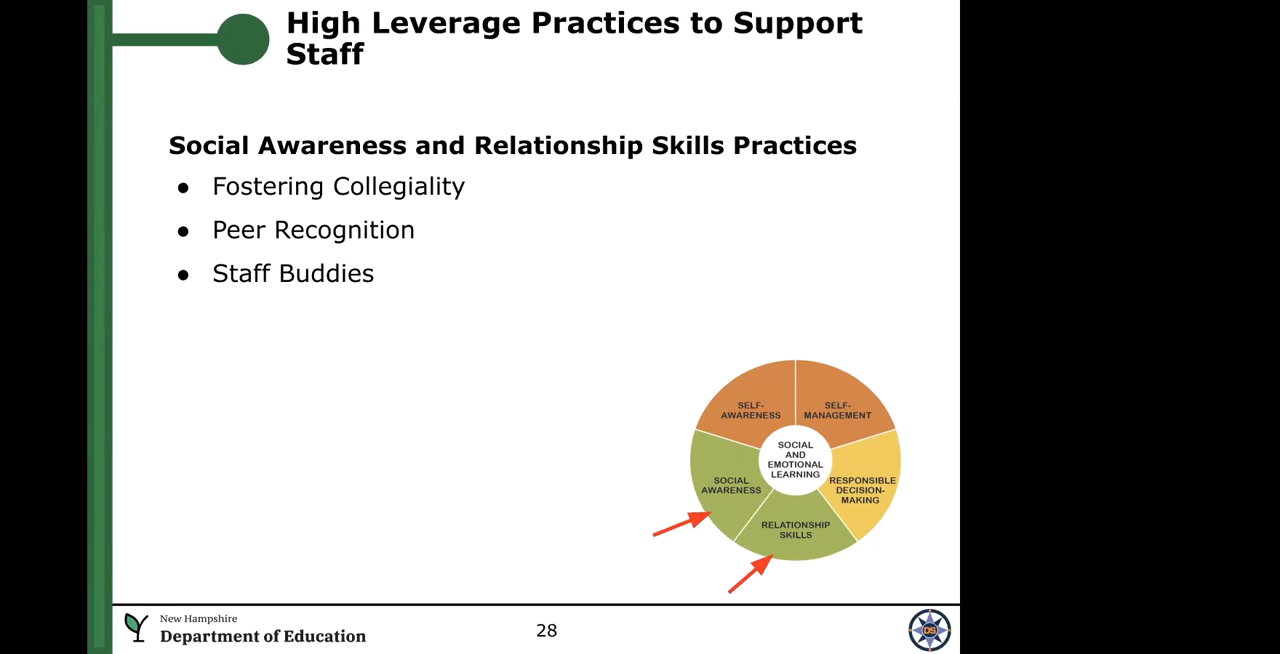 High Leverage Practices to Support
Staff
Social Awareness and Relationship Skills Practices
● Fostering Collegiality
● Peer Recognition
● Staff Buddies
SELF-
AWARENESS
SELF-
MANAGEMENT
SOCIAL
AND
EMOTIONAL
LEARNING
SOCIAL
AWARENESS
RESPONSIBLE
DECISION-
MAKING
RELATIONSHIP
SKILLS
New Hampshire
Department of Education
28
DS